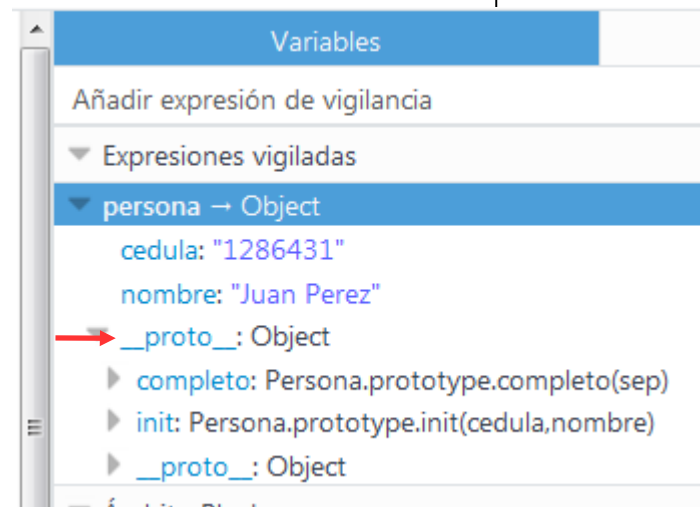 Variables
Añadir expresión de vigilancia
Expresiones vigiladas
persona → Object
cedula: "1286431"
nombre: "Juan Perez"
__proto__: Object
completo: Persona.prototype.completo(sep)
init: Persona.prototype.init(cedula,nombre)
__proto__: Object